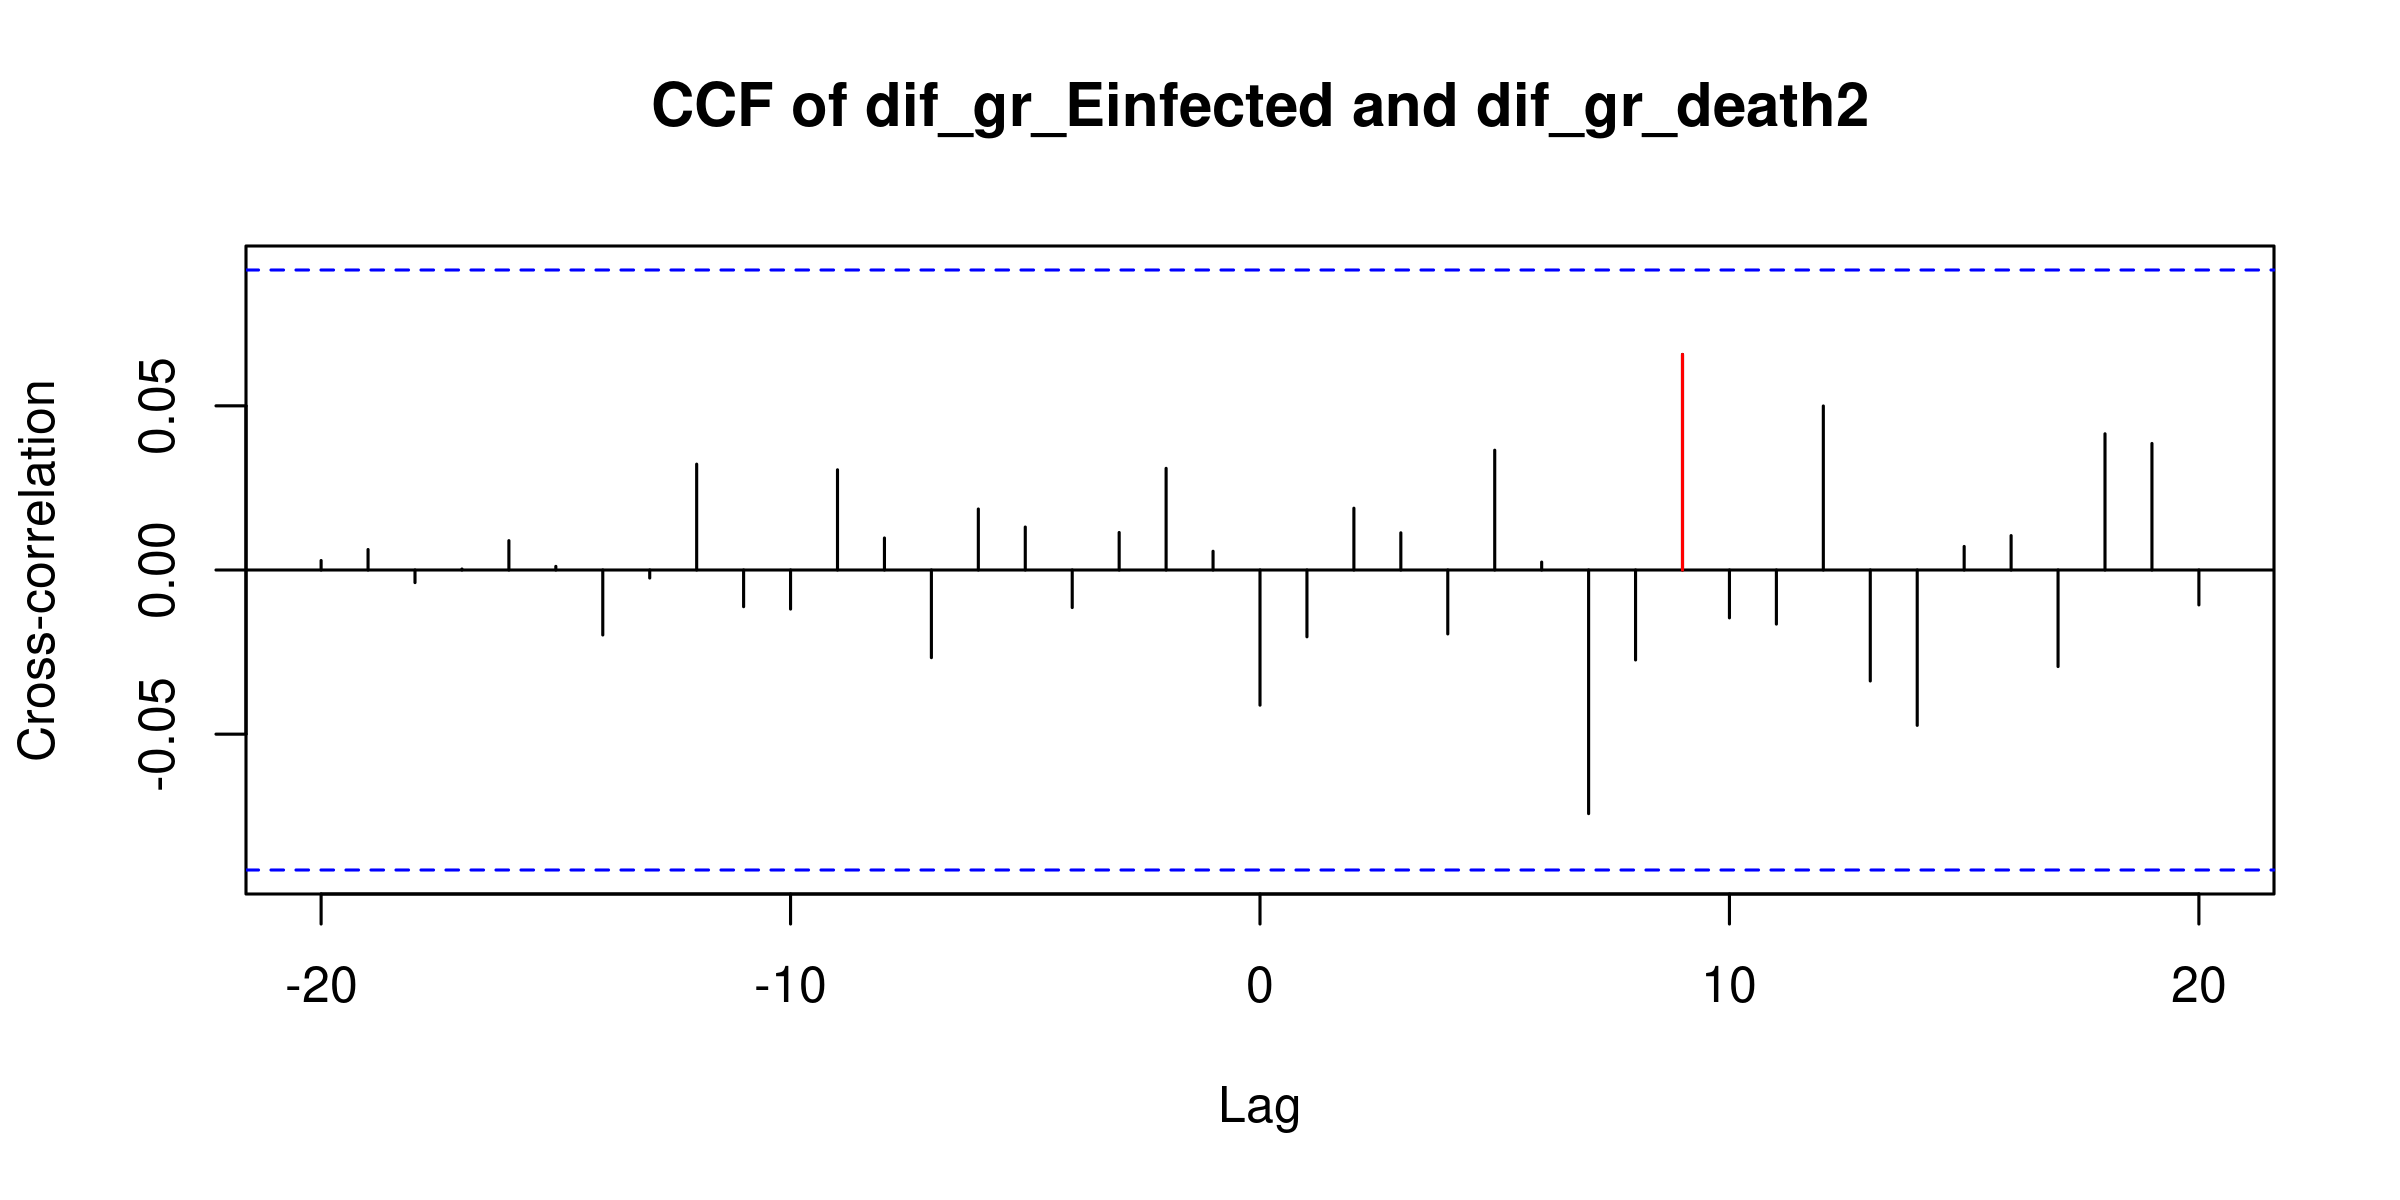 CCF of dif_gr_Einfected and dif_gr_death2
Cross-correlation
0.05
0.00
-0.05
-20 -10 0 10 20
Lag